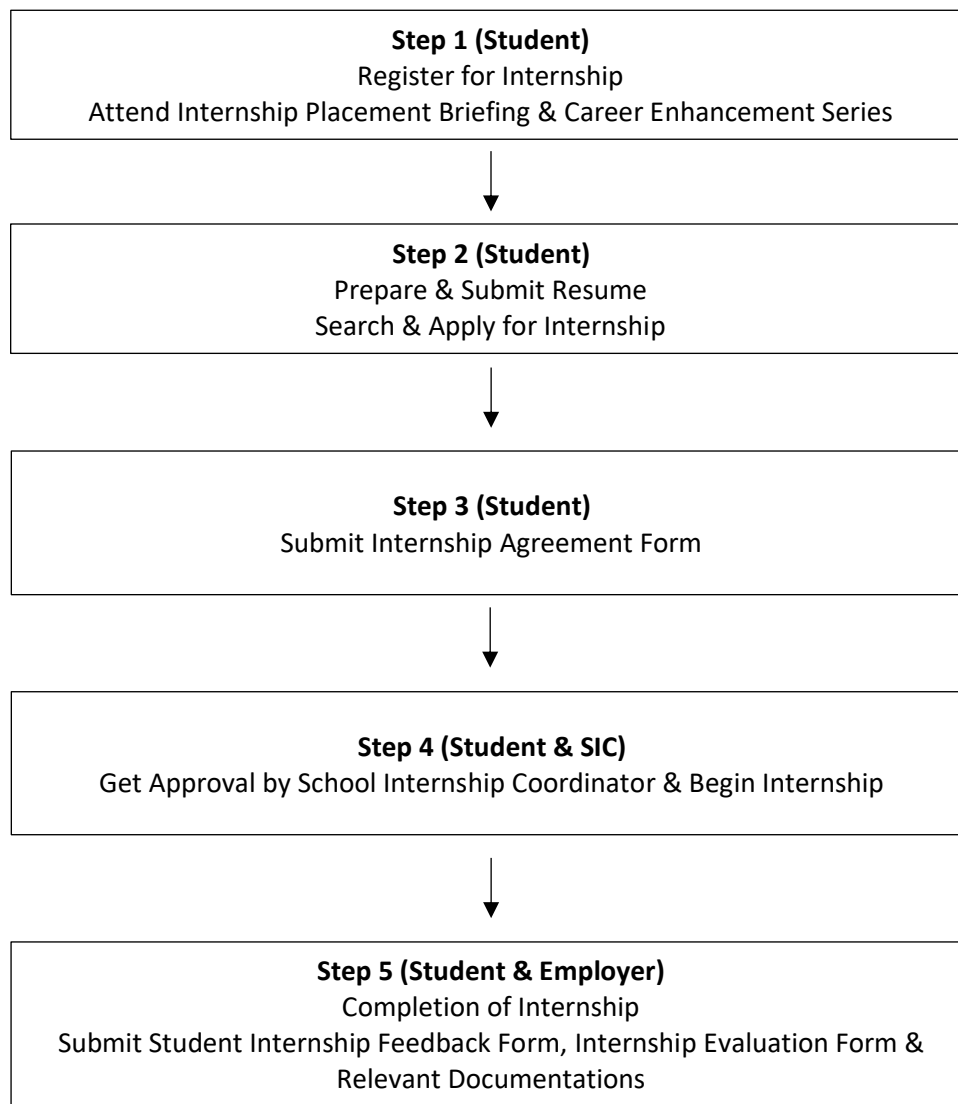 Step 1 (Student)
Register for Internship
Attend Internship Placement Briefing & Career Enhancement Series
Step 2 (Student)
Prepare & Submit Resume
Search & Apply for Internship
Step 3 (Student)
Submit Internship Agreement Form
Step 4 (Student & SIC)
Get Approval by School Internship Coordinator & Begin Internship
Step 5 (Student & Employer)
Completion of Internship
Submit Student Internship Feedback Form, Internship Evaluation Form &
Relevant Documentations